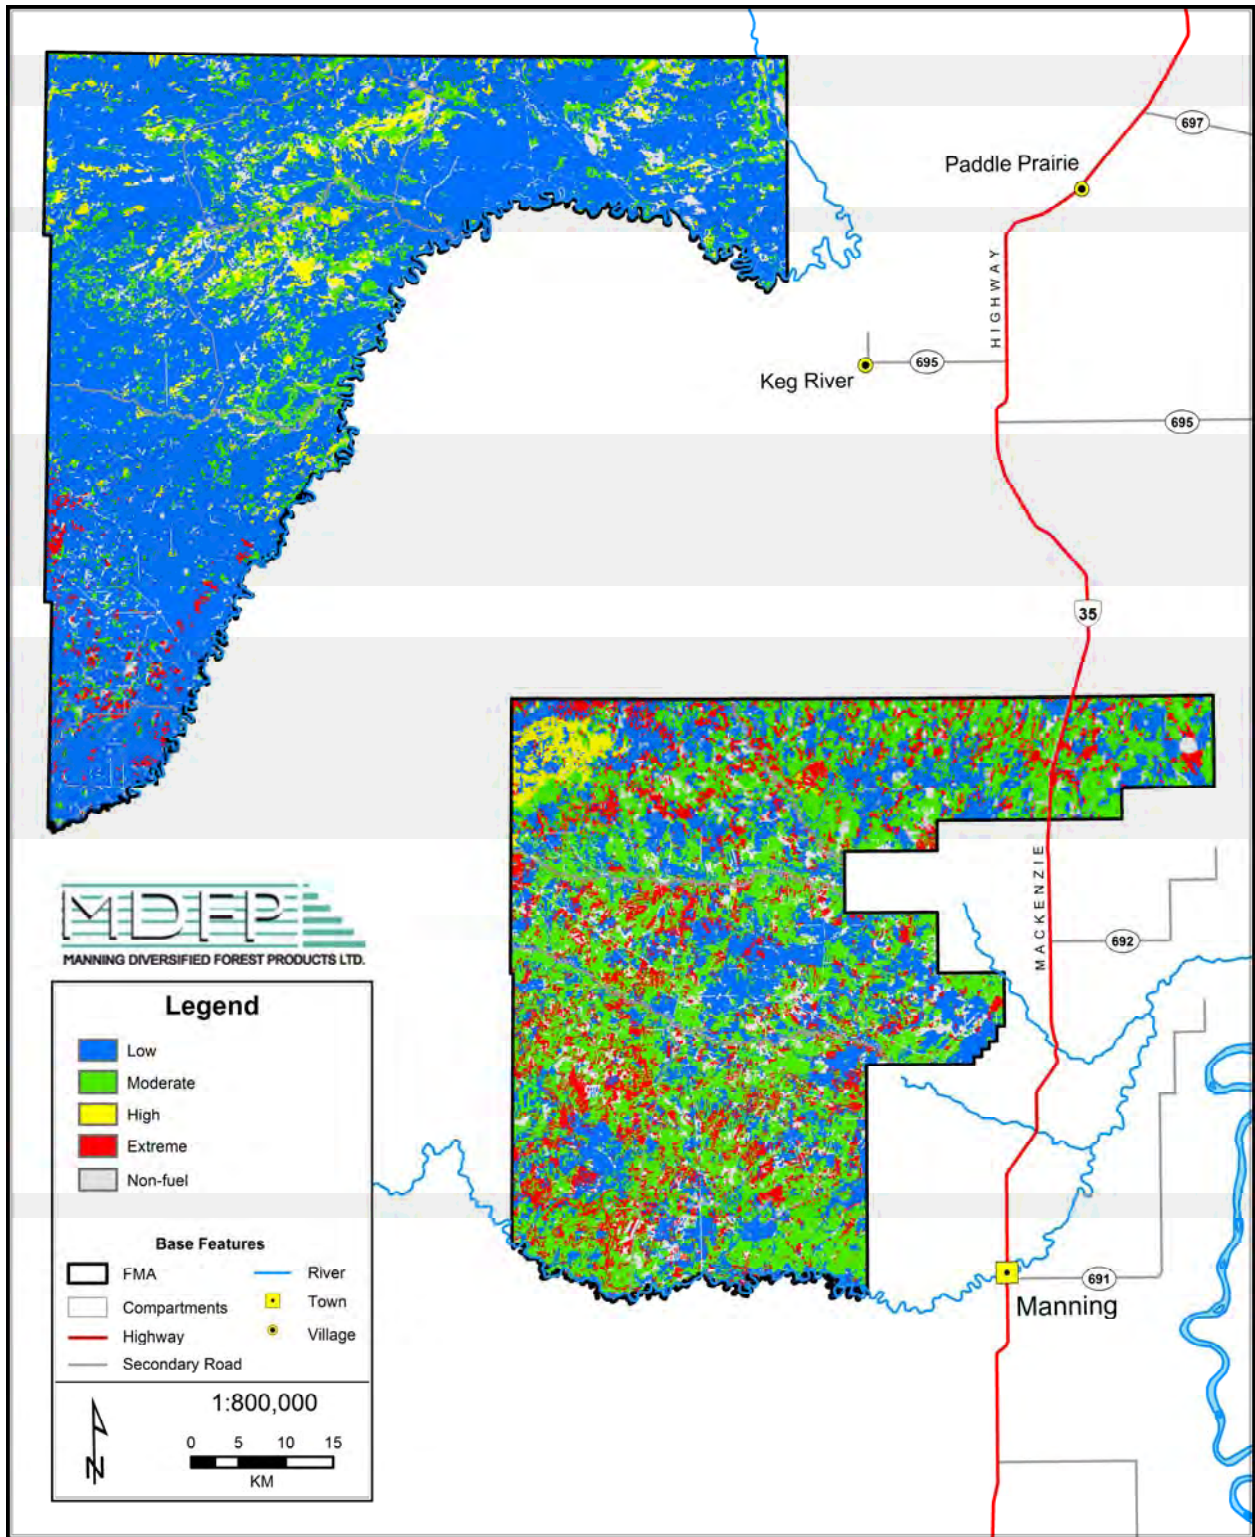 697
Paddle Prairie
HIGHWAY
695
Keg River
695
35
MACKENZIE
692
MDFP
MANNING DIVERSIFIED FOREST PRODUCTS LTD.
Legend
Low
Moderate
High
Extreme
Non-fuel
Base Features
FMA
River
Compartments
Town
Highway
Village
Secondary Road
1:800,000
0 5 10 15
KM
N
691
Manning